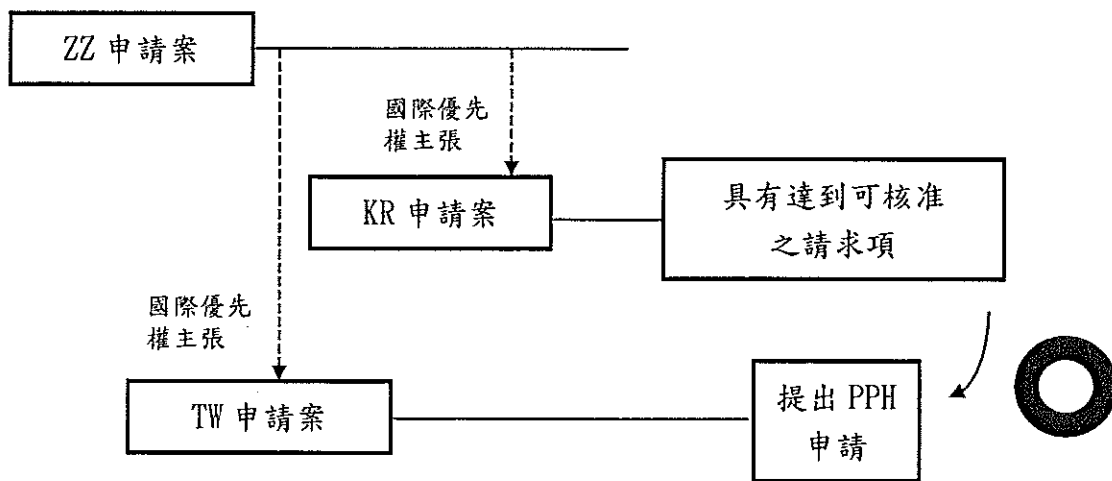 ZZ 申請案
國際優先
權主張
KR 申請案
具有達到可核准
之請求項
國際優先
權主張
TW 申請案
提出 PPH
申請